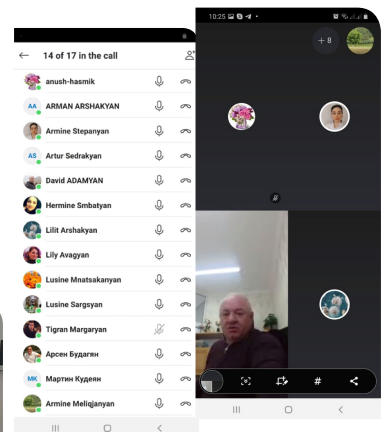 14 of 17 in the call
anush-hasmik
AA ARMAN ARSHAKYAN
Armine Stepanyan
AS Artur Sedrakyan
David ADAMYAN
Hermine Smbatyan
Lilit Arshakyan
Lily Avagyan
Lusine Mnatsakanyan
Lusine Sargsyan
Tigran Margaryan
Арсен Будагян
MK Мартин Кудеян
Armine Meliqjanyan
10:25
+ 8